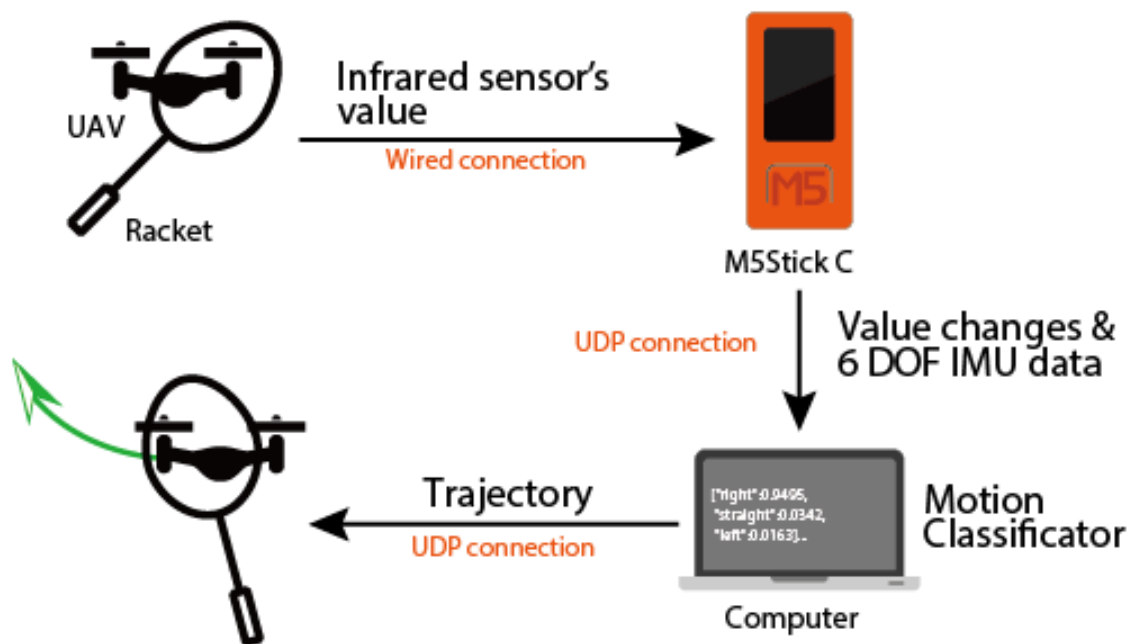 UAV
Racket
Infrared sensor's
value
Wired connection
M5
M5Stick C
UDP connection
Value changes &
6 DOF IMU data
["right":0.9495,
"straight":0.0342,
"left":0.0163]...
Motion
Classificator
Computer
Trajectory
UDP connection